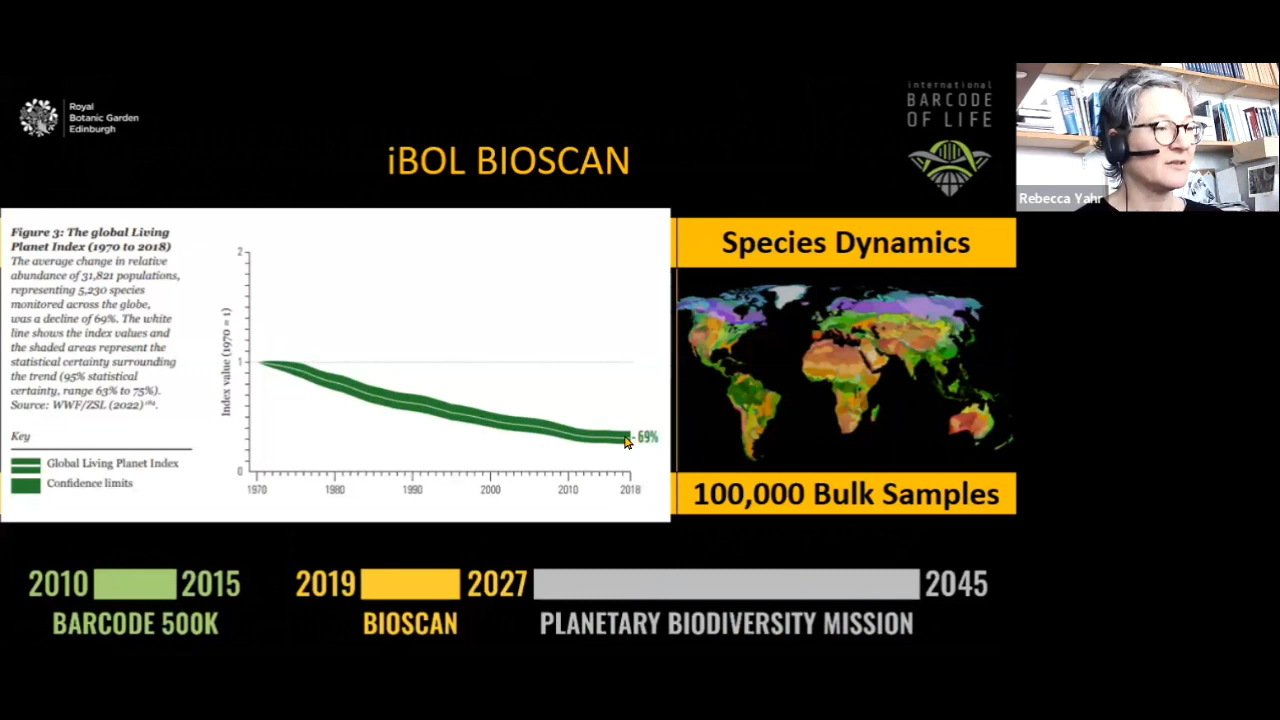 Royal
Botanic Garden
Edinburgh
iBOL BIOSCAN
international
BARCODE
OF LIFE
Rebecca Yahr
Figure 3: The global Living
Planet Index (1970 to 2018)
The average change in relative
abundance of 31,821 populations,
representing 5,230 species
monitored across the globe,
was a decline of 69%. The white
line shows the index values and
the shaded areas represent the
statistical certainty surrounding
the trend (95% statistical
certainty, range 63% to 75%).
Source: WWF/ZSL (2022)
Key
Global Living Planet Index
Confidence limits
Index value (1970 = 1)
2
1
0
1970
1980
1990
2000
2010
2018
- 69%
Species Dynamics
100,000 Bulk Samples
2010 2015
BARCODE 500K
2019 2027
BIOSCAN
2045
PLANETARY BIODIVERSITY MISSION